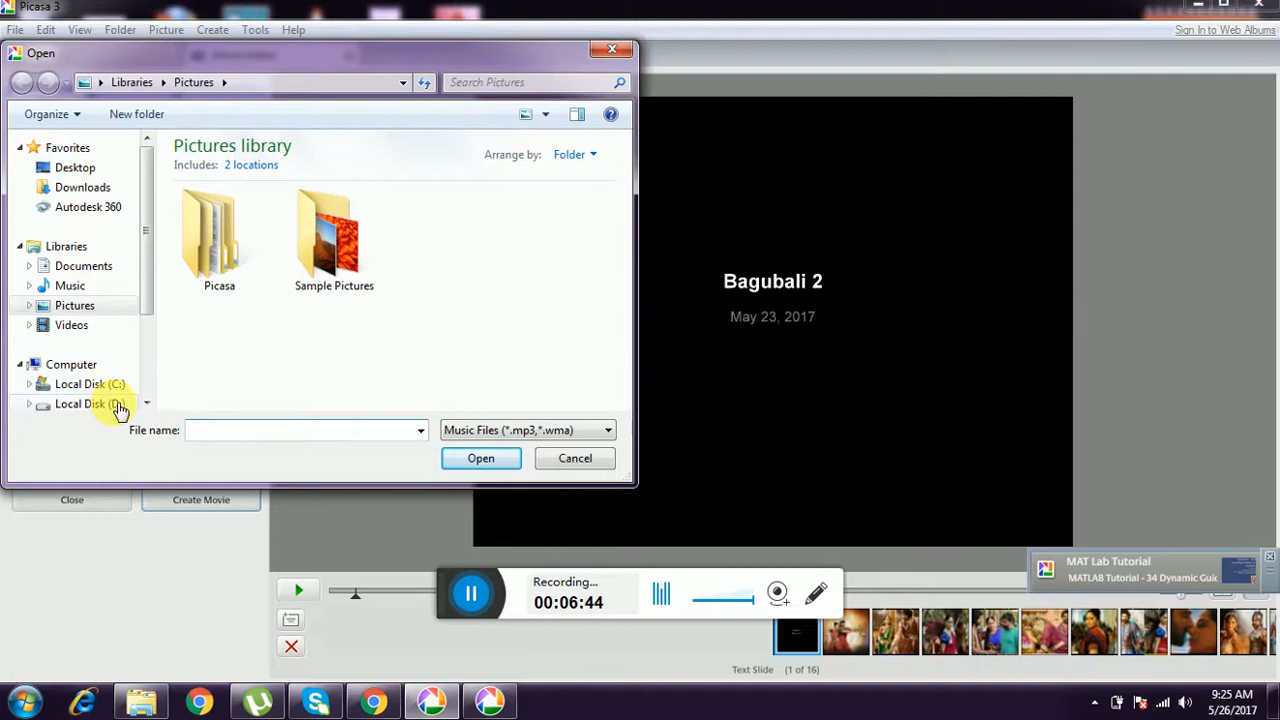 Picasa 3
File Edit View Folder Picture Create Tools Help
Sign In to Web Albums
Open
Libraries Pictures
Search Pictures
Organize New folder
Favorites
Desktop
Downloads
Autodesk 360
Libraries
Documents
Music
Pictures
Videos
Computer
Local Disk (C:)
Local Disk (D:)
Pictures library
Includes: 2 locations
Arrange by: Folder
Picasa
Sample Pictures
File name:
Music Files (*.mp3,*.wma)
Open Cancel
Close Create Movie
Bagubali 2
May 23, 2017
MAT Lab Tutorial
MATLAB Tutorial - 34 Dynamic Guid
Recording...
00:06:44
Text Slide (1 of 16)
9:25 AM
5/26/2017